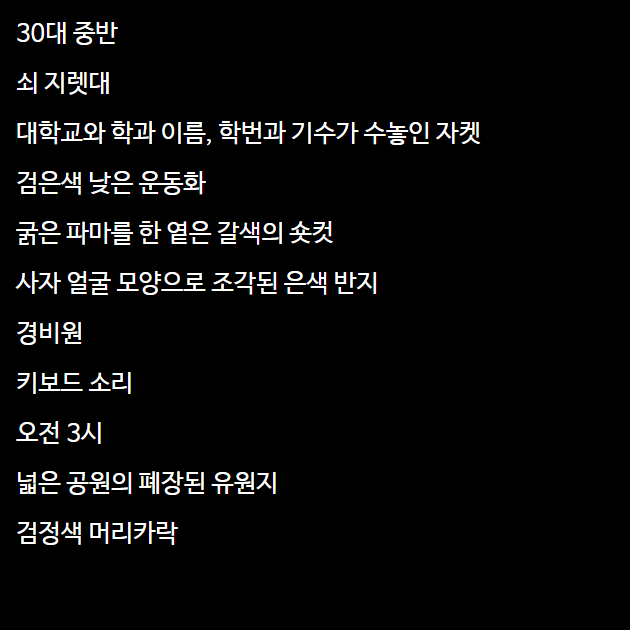 30대 중반
쇠 지렛대
대학교와 학과 이름, 학번과 기수가 수놓인 자켓
검은색 낮은 운동화
굵은 파마를 한 옅은 갈색의 숏컷
사자 얼굴 모양으로 조각된 은색 반지
경비원
키보드 소리
오전 3시
넓은 공원의 폐장된 유원지
검정색 머리카락